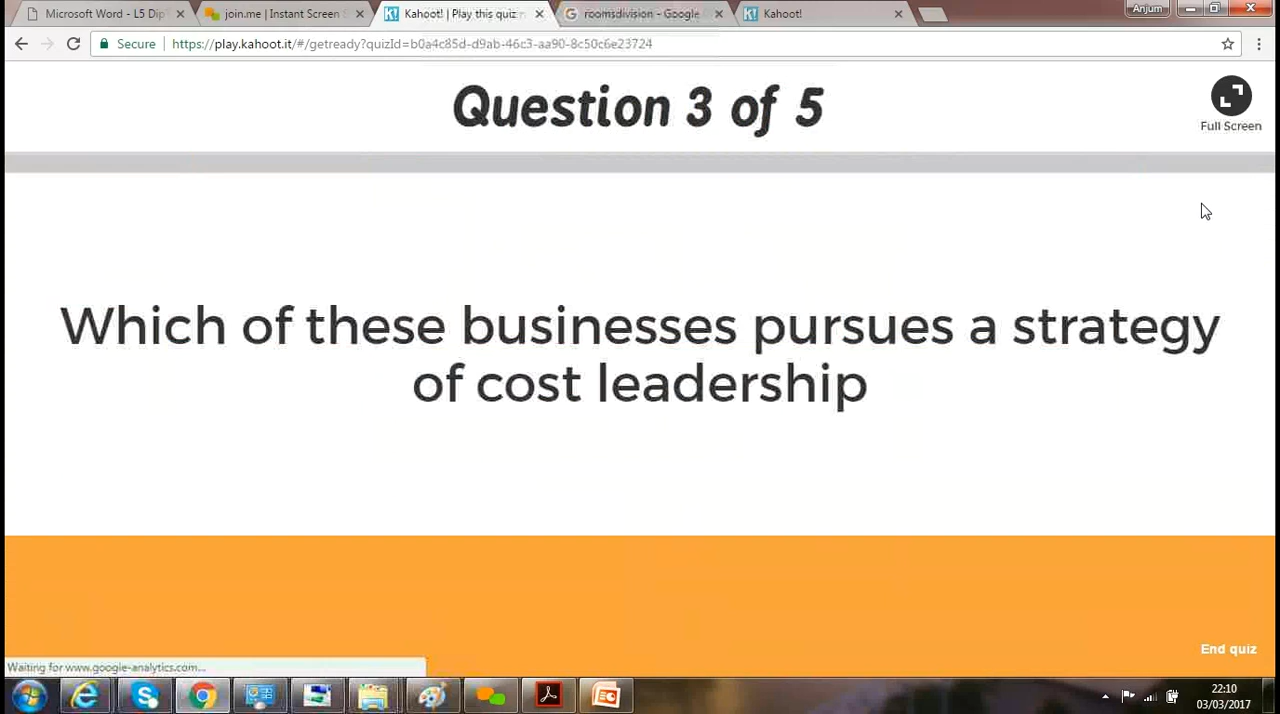 Microsoft Word - L5 Dip
join.me | Instant Screen S
K! Kahoot! | Play this quiz
G roomsdivision - Google
K! Kahoot!
Anjum
Secure https://play.kahoot.it/#/getready?quizId=b0a4c85d-d9ab-46c3-aa90-8c50c6e23724
Question 3 of 5
Full Screen
Which of these businesses pursues a strategy
of cost leadership
End quiz
Waiting for www.google-analytics.com...
22:10
03/03/2017